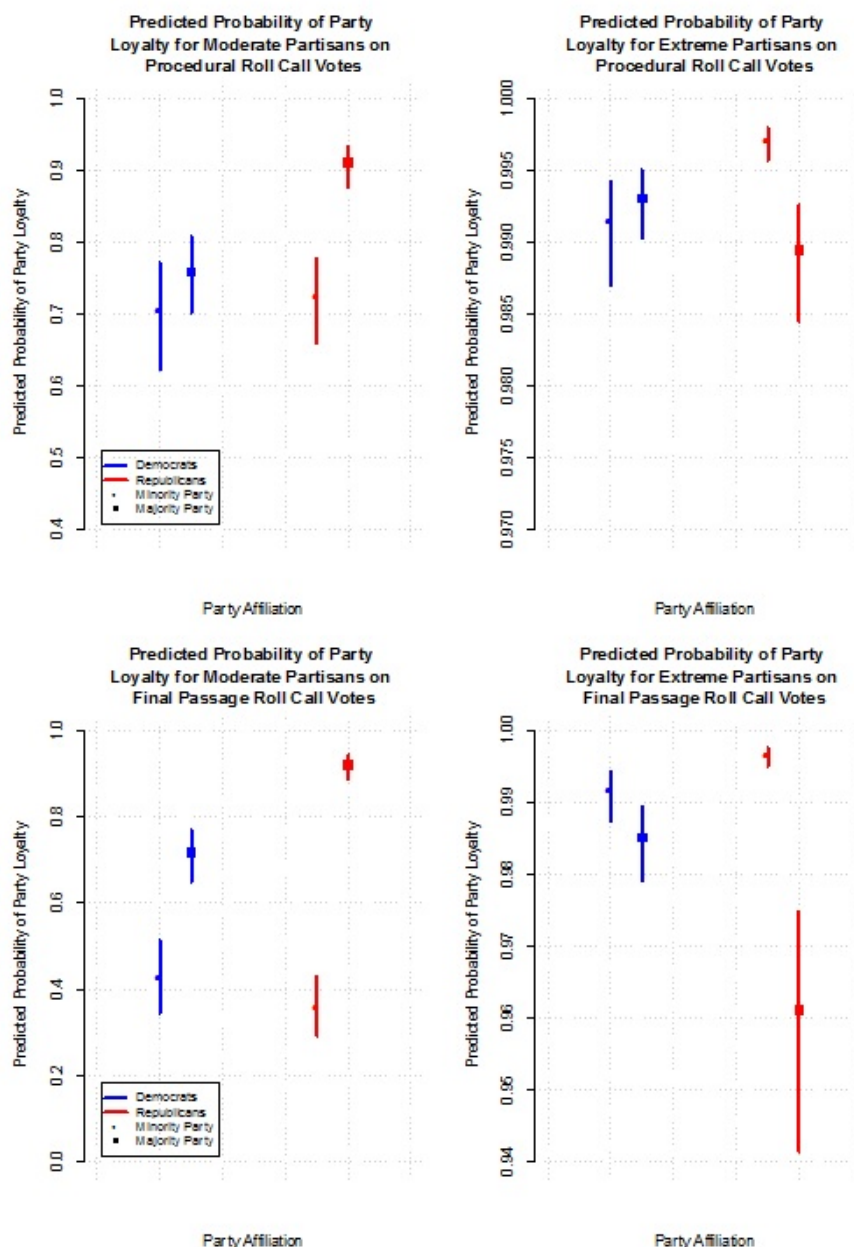 Predicted Probability of Party
Loyalty for Moderate Partisans on
Procedural Roll Call Votes
Predicted Probability of Party Loyalty
1.0
0.9
0.8
0.7
0.6
0.5
0.4
Democrats
Republicans
Minority Party
Majority Party
Party Affiliation
Predicted Probability of Party
Loyalty for Extreme Partisans on
Procedural Roll Call Votes
Predicted Probability of Party Loyalty
1.000
0.995
0.990
0.985
0.980
0.975
0.970
Party Affiliation
Predicted Probability of Party
Loyalty for Moderate Partisans on
Final Passage Roll Call Votes
Predicted Probability of Party Loyalty
1.0
0.8
0.6
0.4
0.2
0.0
Democrats
Republicans
Minority Party
Majority Party
Party Affiliation
Predicted Probability of Party
Loyalty for Extreme Partisans on
Final Passage Roll Call Votes
Predicted Probability of Party Loyalty
1.00
0.99
0.98
0.97
0.96
0.95
0.94
Party Affiliation